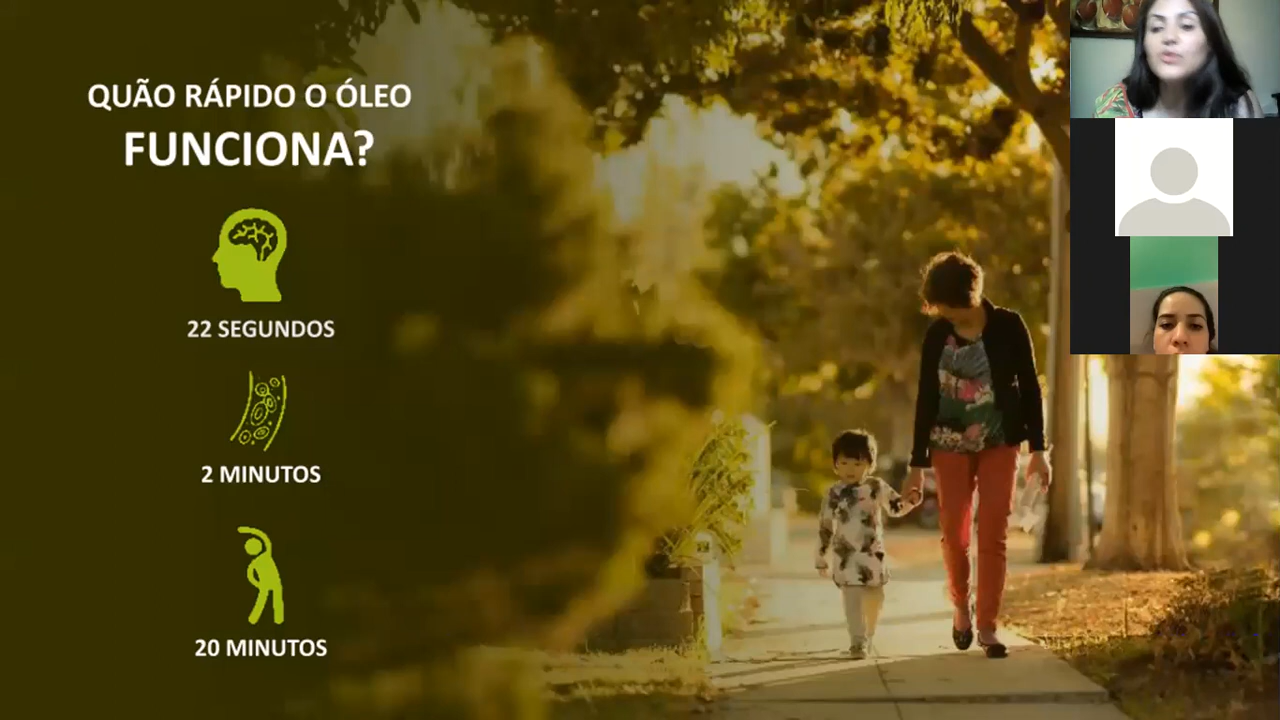 QUÃO RÁPIDO O ÓLEO
FUNCIONA?
22 SEGUNDOS
2 MINUTOS
20 MINUTOS